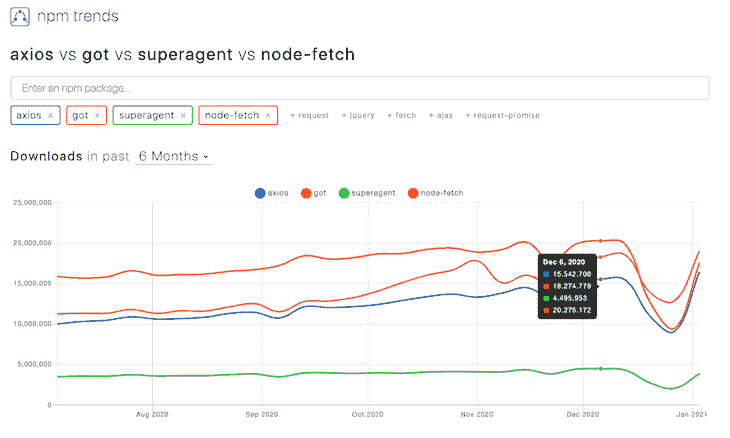 npm trends
axios vs got vs superagent vs node-fetch
Enter an npm package...
axios × got × superagent × node-fetch × + request + jquery + fetch + ajax + request-promise
Downloads in past 6 Months
axios got superagent node-fetch
25,000,000
20,000,000
Dec 6, 2020
15,542,706
18,274,779
4,495,953
20,275,172
15,000,000
10,000,000
5,000,000
0
Aug 2020 Sep 2020 Oct 2020 Nov 2020 Dec 2020 Jan 2021